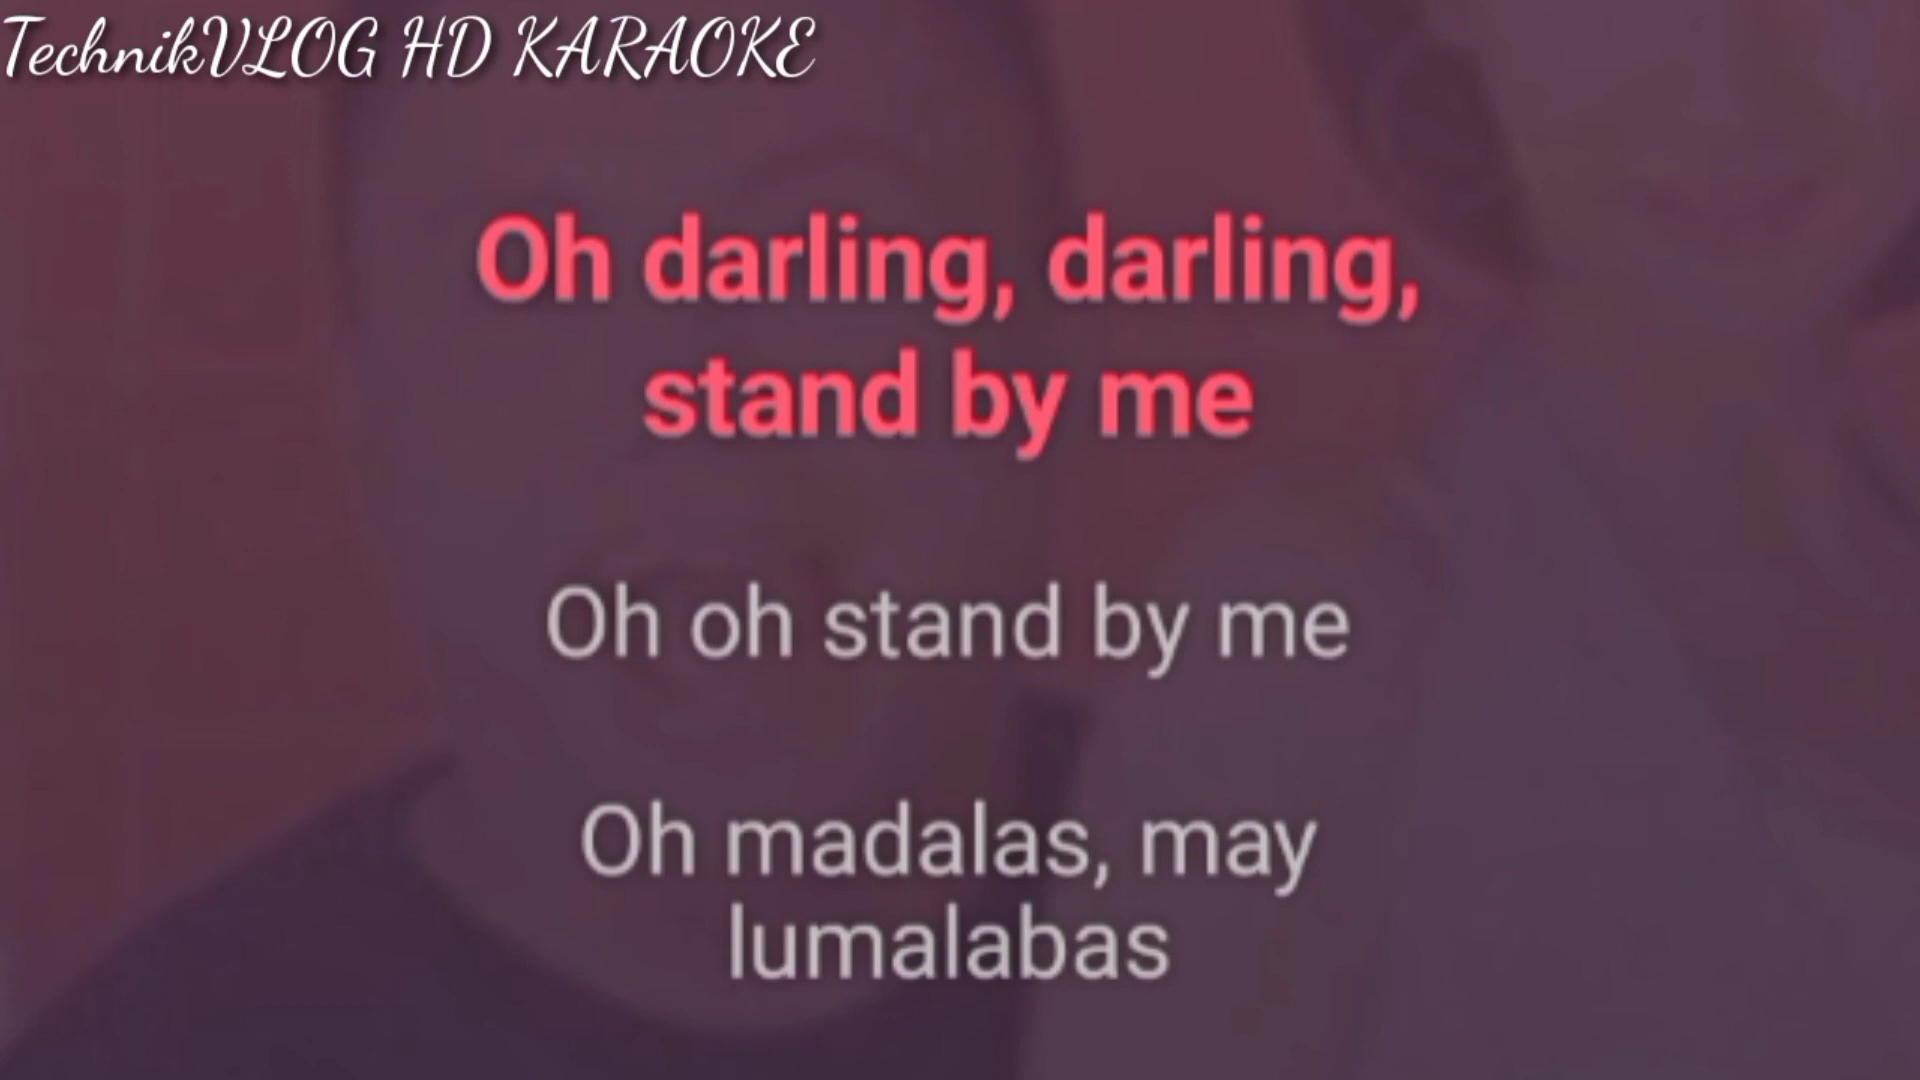 TechnikVLOG HD KARAOKE
Oh darling, darling,
stand by me
Oh oh stand by me
Oh madalas, may
lumalabas